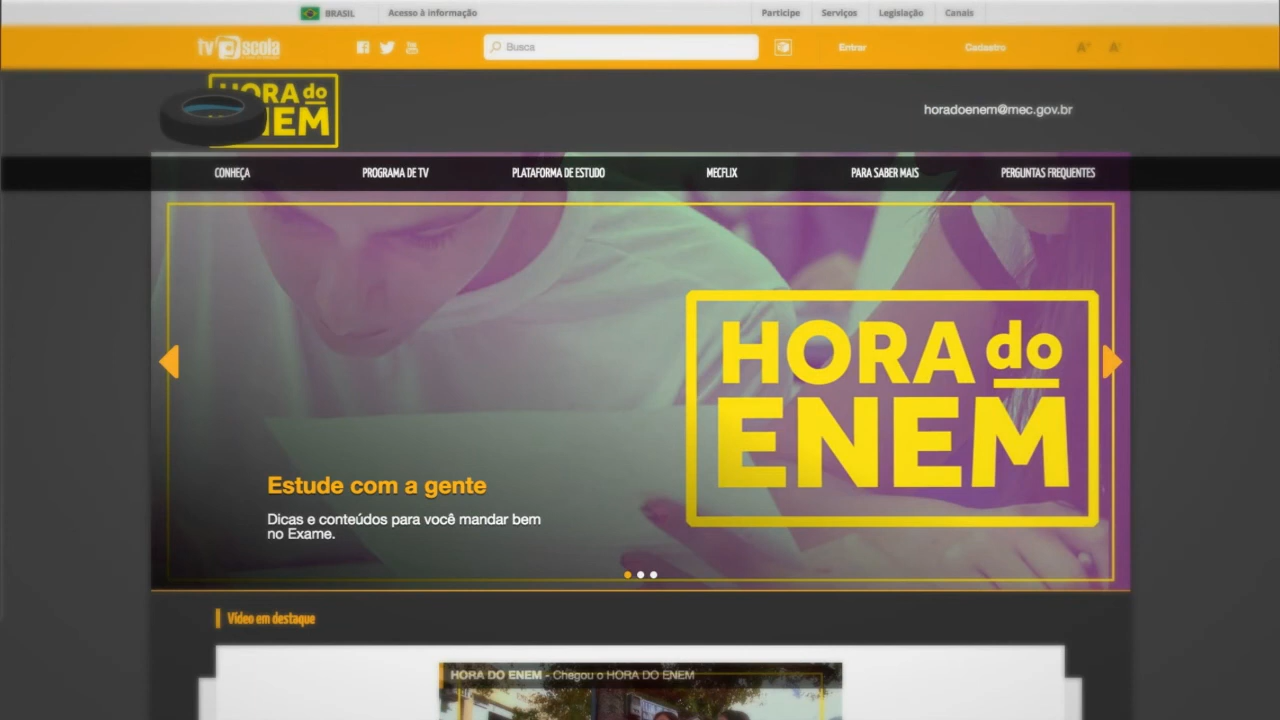 BRASIL
Acesso à informação
Participe
Serviços
Legislação
Canais
tv Escola
Busca
Entrar
Cadastro
A+
A-
HORA do
ENEM
horadoenem@mec.gov.br
CONHEÇA
PROGRAMA DE TV
PLATAFORMA DE ESTUDO
MECFLIX
PARA SABER MAIS
PERGUNTAS FREQUENTES
HORA do
ENEM
Estude com a gente
Dicas e conteúdos para você mandar bem
no Exame.
Vídeo em destaque
HORA DO ENEM - Chegou o HORA DO ENEM